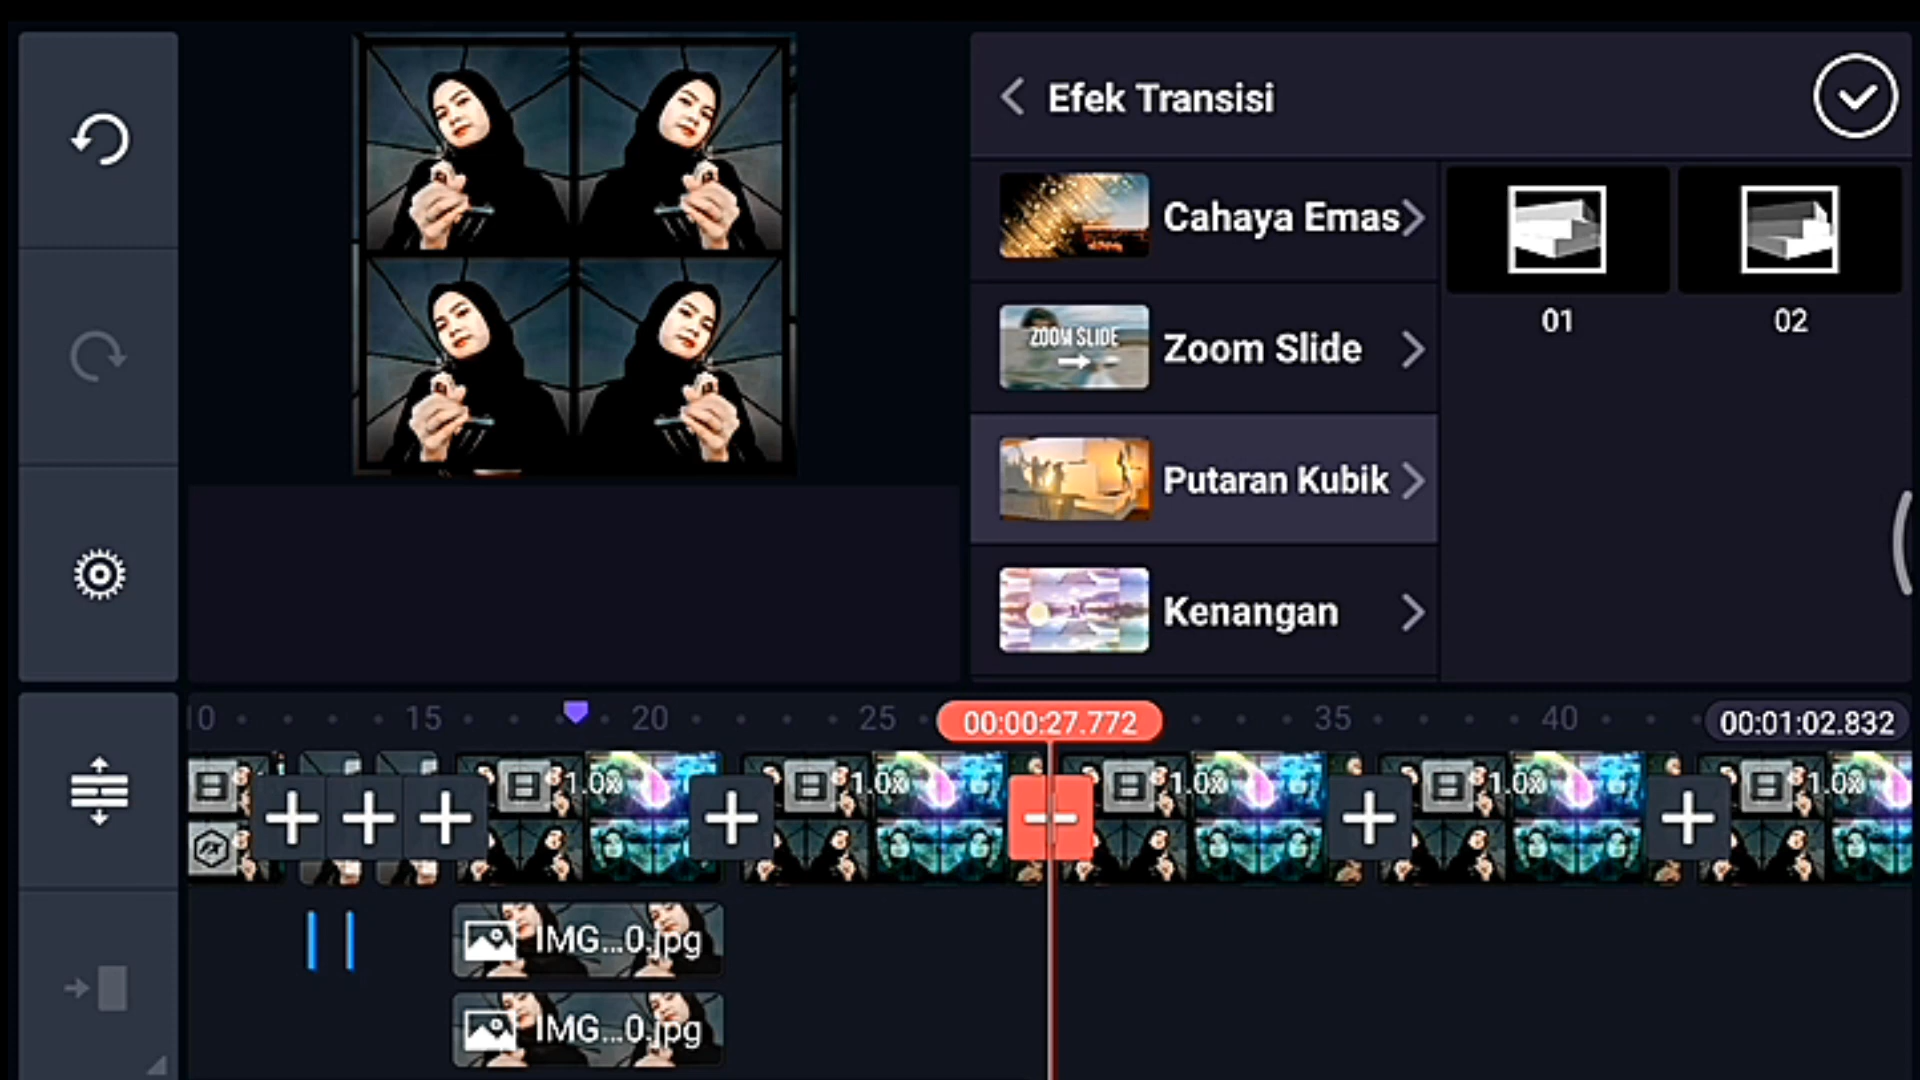 Efek Transisi
Cahaya Emas
ZOOM SLIDE
Zoom Slide
Putaran Kubik
Kenangan
01
02
10
15
20
25
00:00:27.772
35
40
00:01:02.832
1.0x
1.0x
1.0x
1.0x
1.0x
FX
IMG...0.jpg
IMG...0.jpg